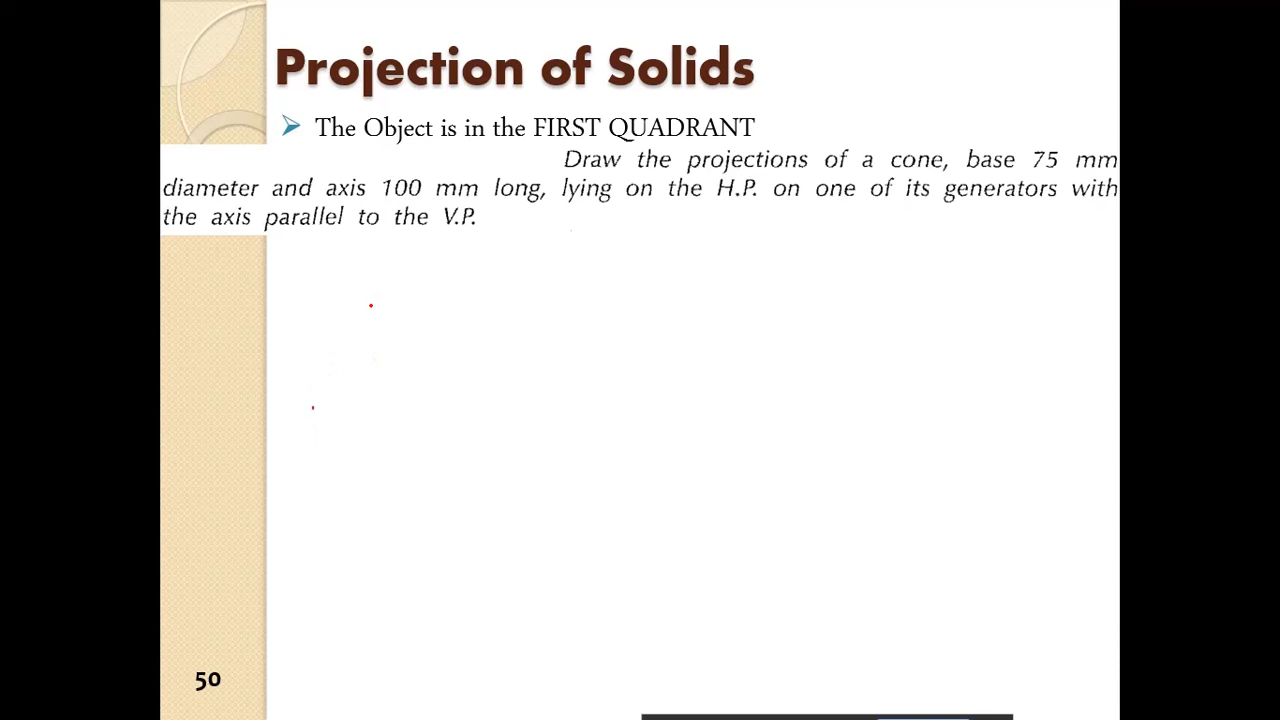 Projection of Solids
The Object is in the FIRST QUADRANT
Draw the projections of a cone, base 75 mm
diameter and axis 100 mm long, lying on the H.P. on one of its generators with
the axis parallel to the V.P.
50